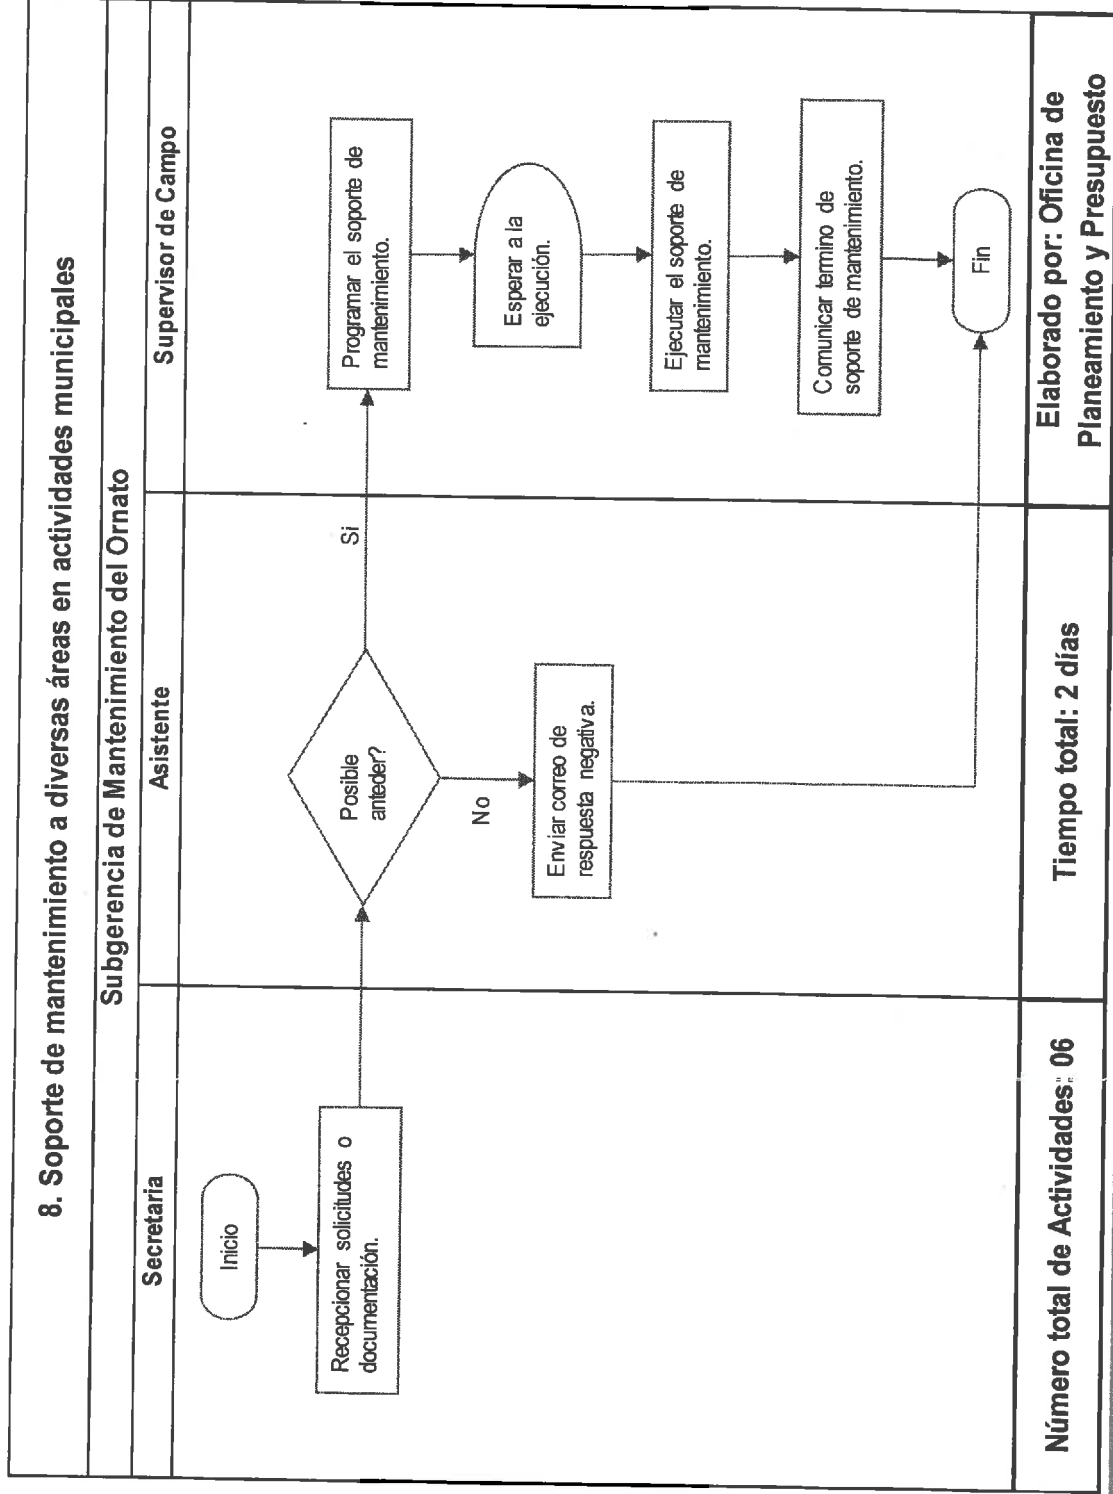 8. Soporte de mantenimiento a diversas áreas en actividades municipales
Subgerencia de Mantenimiento del Ornato
Secretaria
Asistente
Supervisor de Campo
Inicio
Recepcionar solicitudes o
documentación.
Posible
anteder?
Si
No
Enviar correo de
respuesta negativa.
Programar el soporte de
mantenimiento.
Esperar a la
ejecución.
Ejecutar el soporte de
mantenimiento.
Comunicar termino de
soporte de mantenimiento.
Fin
Número total de Actividades: 06
Tiempo total: 2 días
Elaborado por: Oficina de
Planeamiento y Presupuesto